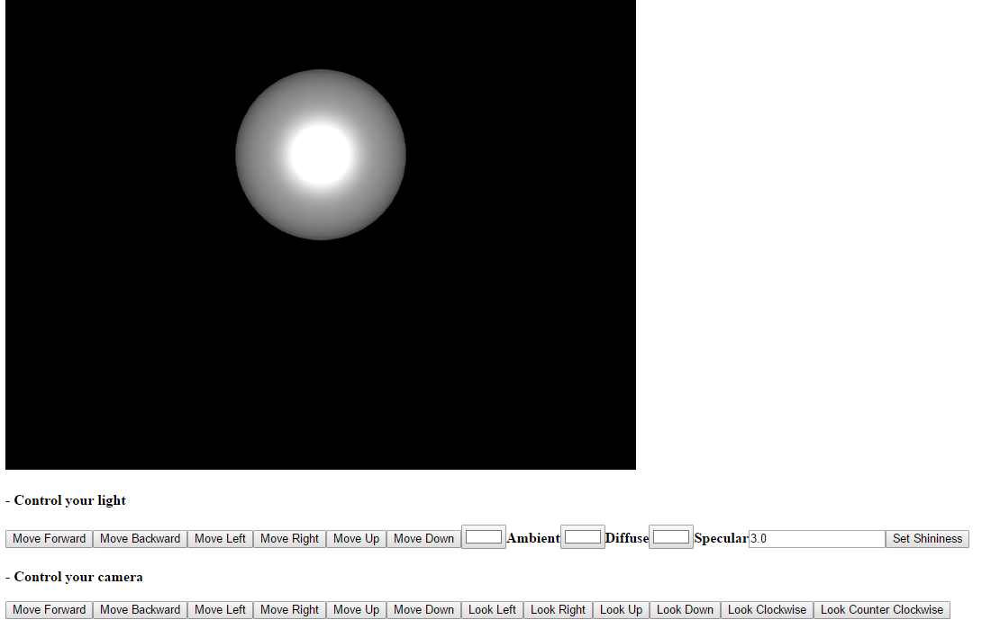 - Control your light
Move Forward Move Backward Move Left Move Right Move Up Move Down Ambient Diffuse Specular 3.0 Set Shininess
- Control your camera
Move Forward Move Backward Move Left Move Right Move Up Move Down Look Left Look Right Look Up Look Down Look Clockwise Look Counter Clockwise